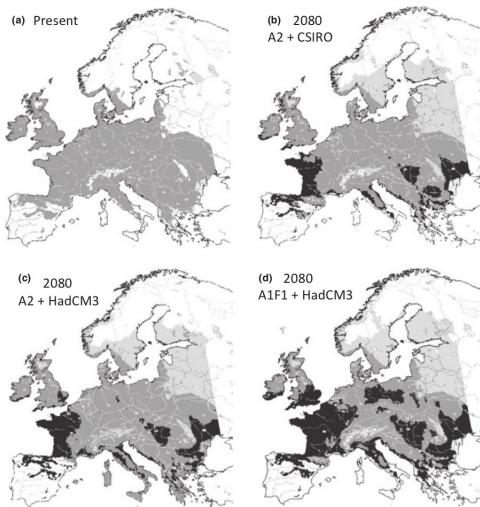 (a) Present
(b) 2080
A2 + CSIRO
(c) 2080
A2 + HadCM3
(d) 2080
A1F1 + HadCM3